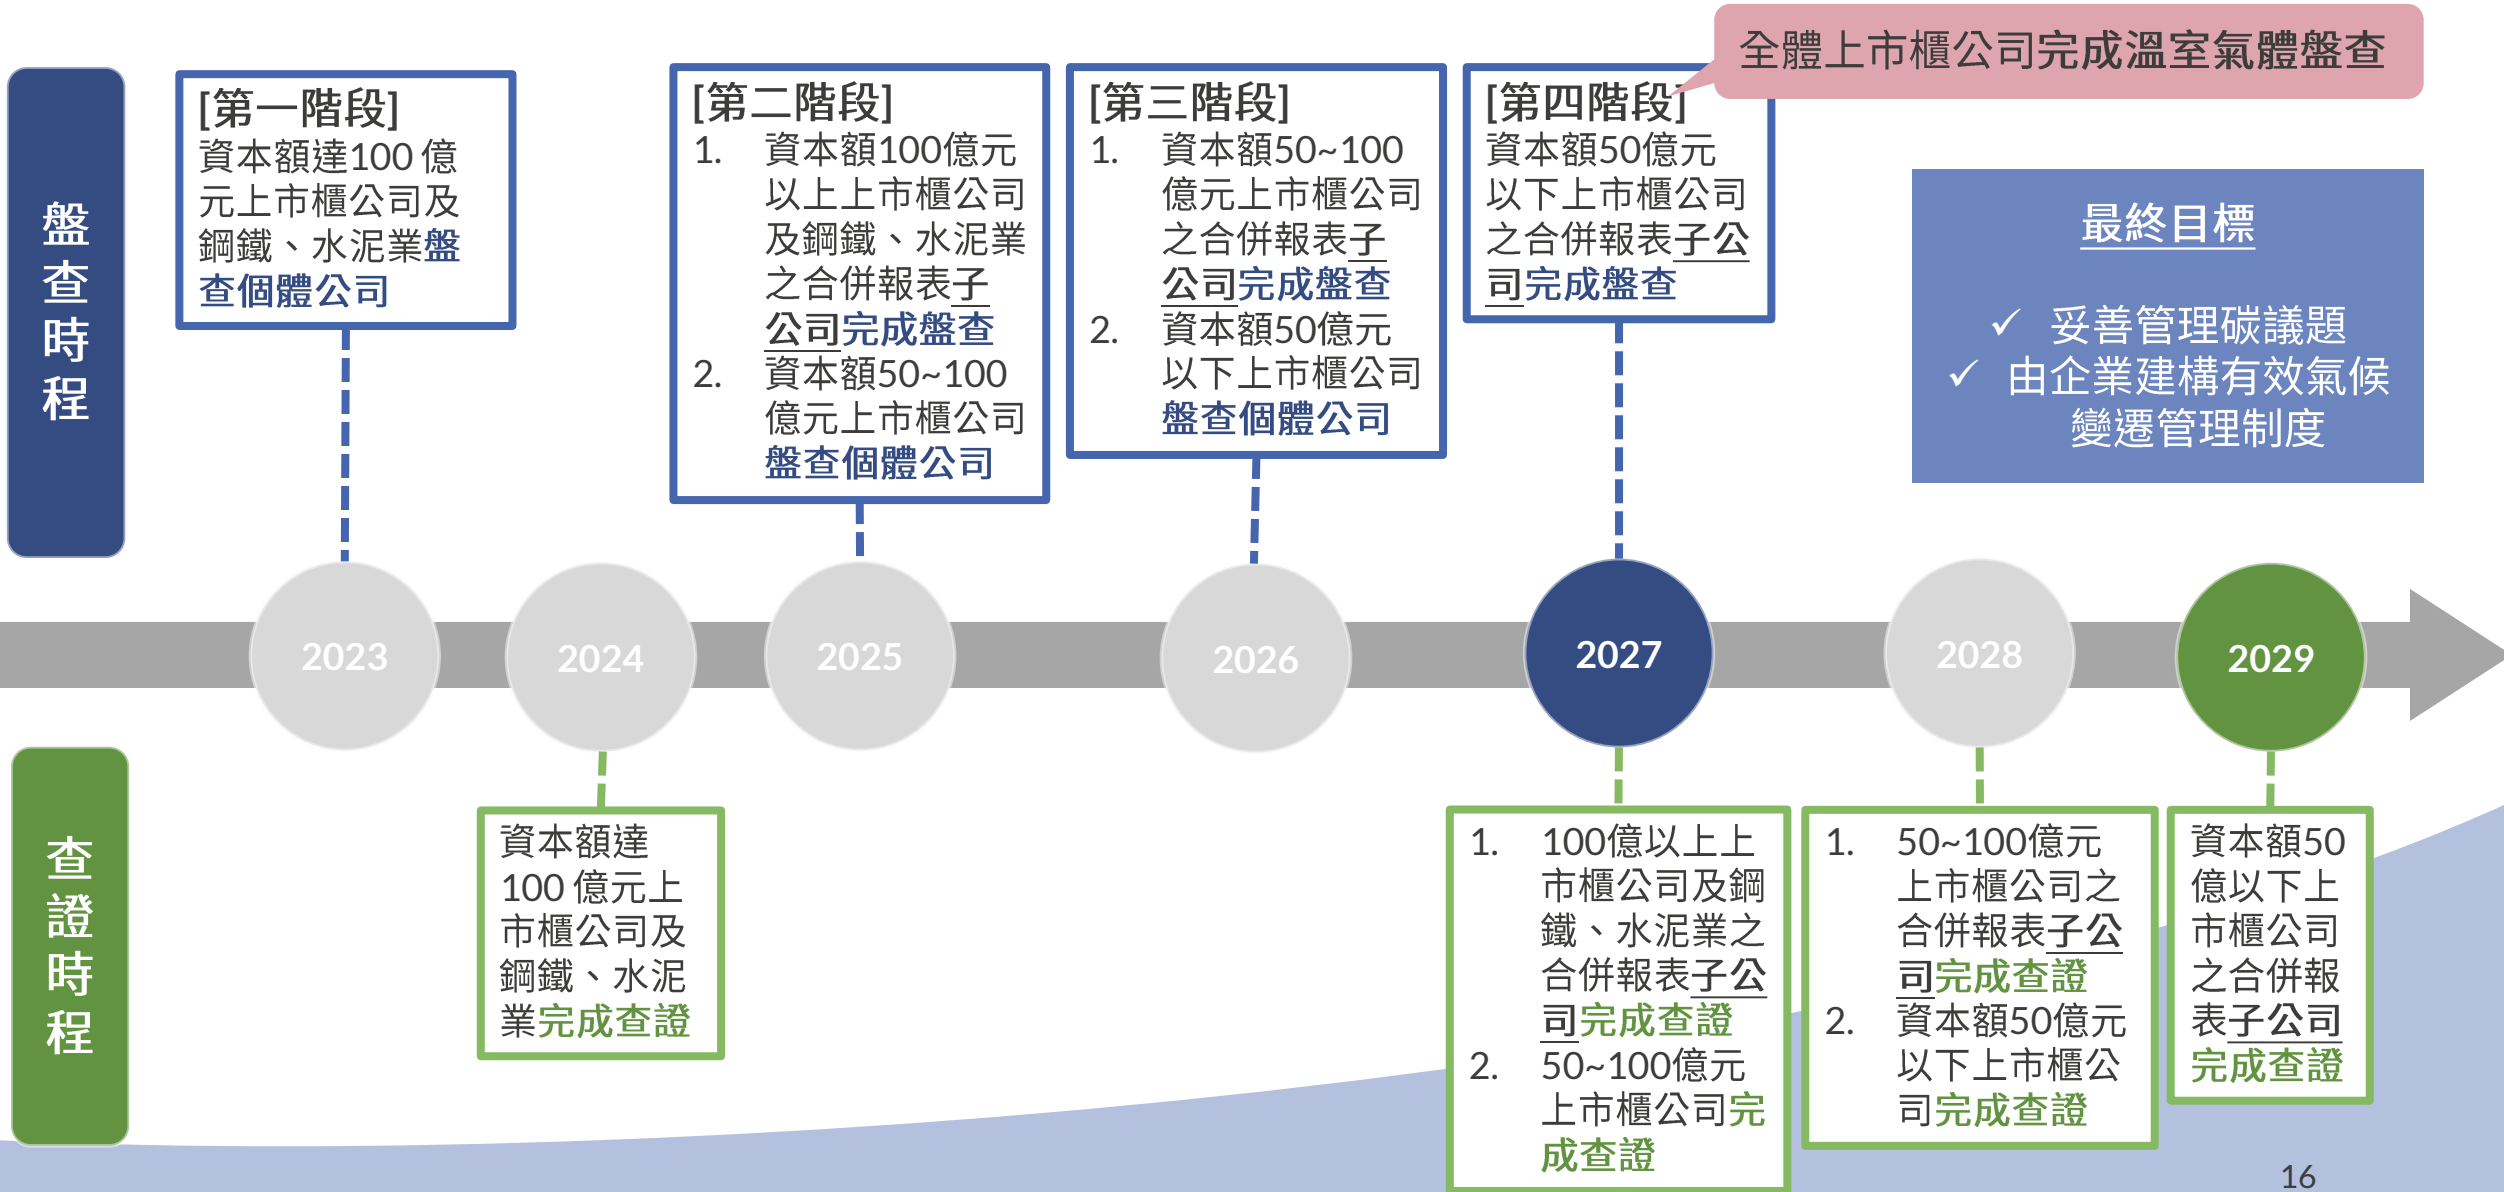 全體上市櫃公司完成溫室氣體盤查
盤
查
時
程
[第一階段]
資本額達100 億
元上市櫃公司及
鋼鐵、水泥業盤
查個體公司
[第二階段]
1. 資本額100億元
以上上市櫃公司
及鋼鐵、水泥業
之合併報表子
公司完成盤查
2. 資本額50~100
億元上市櫃公司
盤查個體公司
[第三階段]
1. 資本額50~100
億元上市櫃公司
之合併報表子
公司完成盤查
2. 資本額50億元
以下上市櫃公司
盤查個體公司
[第四階段]
資本額50億元
以下上市櫃公司
之合併報表子公
司完成盤查
最終目標
✓ 妥善管理碳議題
✓ 由企業建構有效氣候
變遷管理制度
2023
2024
2025
2026
2027
2028
2029
查
證
時
程
資本額達
100 億元上
市櫃公司及
鋼鐵、水泥
業完成查證
1. 100億以上上
市櫃公司及鋼
鐵、水泥業之
合併報表子公
司完成查證
2. 50~100億元
上市櫃公司完
成查證
1. 50~100億元
上市櫃公司之
合併報表子公
司完成查證
2. 資本額50億元
以下上市櫃公
司完成查證
資本額50
億以下上
市櫃公司
之合併報
表子公司
完成查證
16